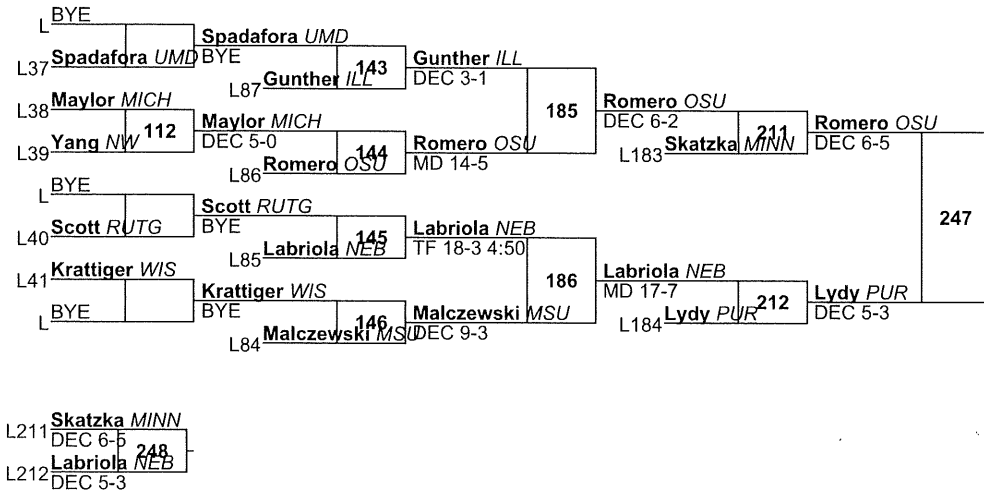 L BYE
L37 Spadafora UMD
Spadafora UMD
BYE
143
L87 Gunther ILL
Gunther ILL
DEC 3-1
L38 Maylor MICH
112
L39 Yang NW
Maylor MICH
DEC 5-0
144
L86 Romero OSU
Romero OSU
MD 14-5
185
Romero OSU
DEC 6-2
211
L183 Skatzka MINN
Romero OSU
DEC 6-5
L BYE
L40 Scott RUTG
Scott RUTG
BYE
145
L85 Labriola NEB
Labriola NEB
TF 18-3 4:50
L41 Krattiger WIS
L BYE
Krattiger WIS
BYE
146
L84 Malczewski MSU
Malczewski MSU
DEC 9-3
186
Labriola NEB
MD 17-7
212
L184 Lydy PUR
Lydy PUR
DEC 5-3
247
L211 Skatzka MINN
DEC 6-5
248
L212 Labriola NEB
DEC 5-3